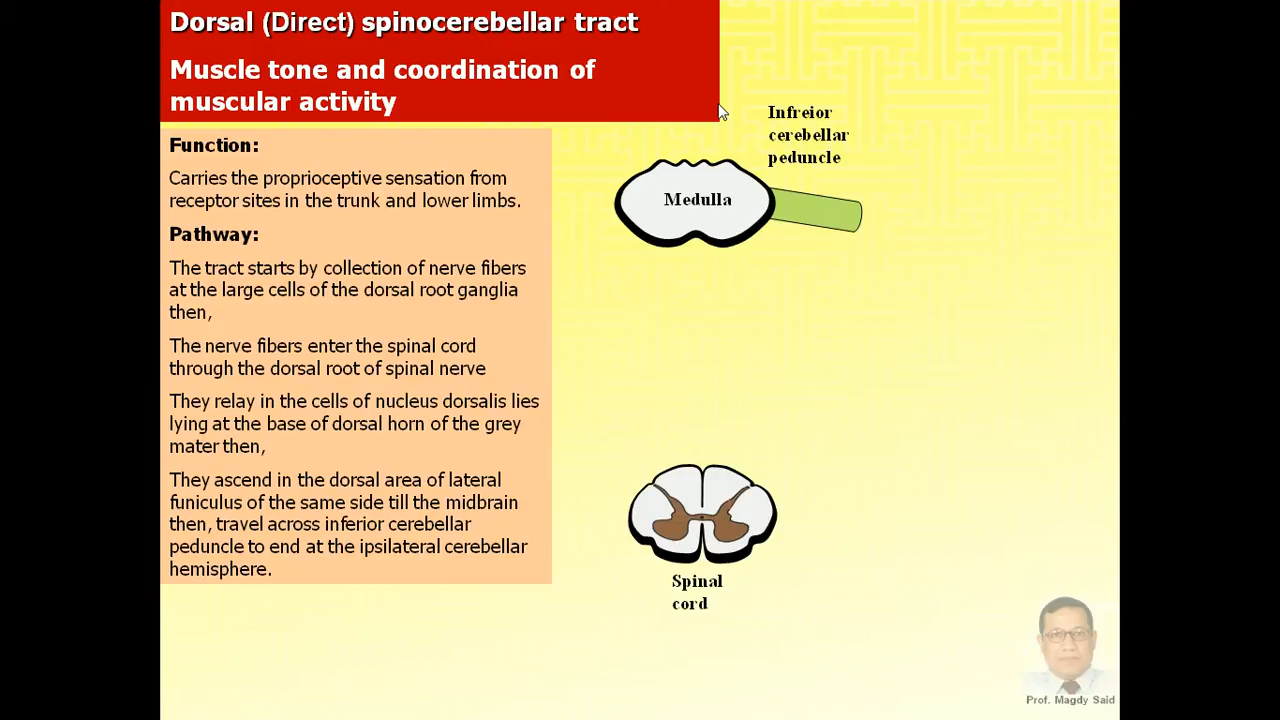 Dorsal (Direct) spinocerebellar tract
Muscle tone and coordination of
muscular activity
Function:
Carries the proprioceptive sensation from
receptor sites in the trunk and lower limbs.
Pathway:
The tract starts by collection of nerve fibers
at the large cells of the dorsal root ganglia
then,
The nerve fibers enter the spinal cord
through the dorsal root of spinal nerve
They relay in the cells of nucleus dorsalis lies
lying at the base of dorsal horn of the grey
mater then,
They ascend in the dorsal area of lateral
funiculus of the same side till the midbrain
then, travel across inferior cerebellar
peduncle to end at the ipsilateral cerebellar
hemisphere.
Infreior
cerebellar
peduncle
Medulla
Spinal
cord
Prof. Magdy Said